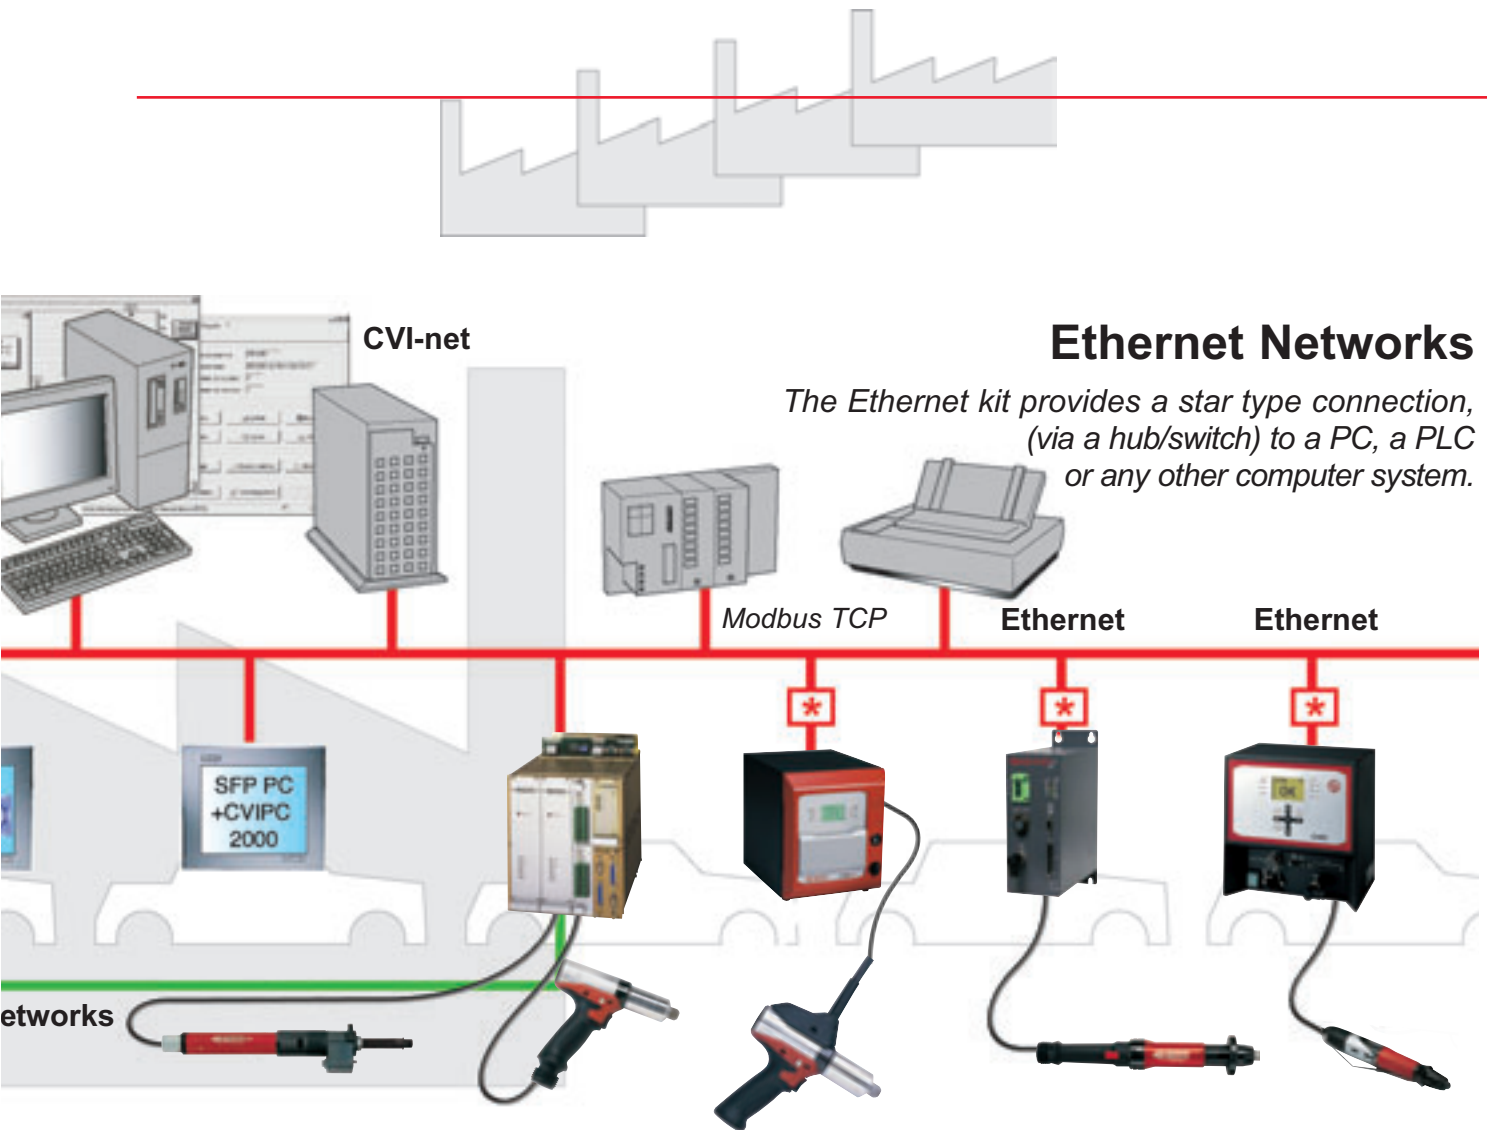 CVI-net
Ethernet Networks
The Ethernet kit provides a star type connection,
(via a hub/switch) to a PC, a PLC
or any other computer system.
Modbus TCP
Ethernet
Ethernet
*
*
*
SFP PC
+CVIPC
2000
OK
etworks